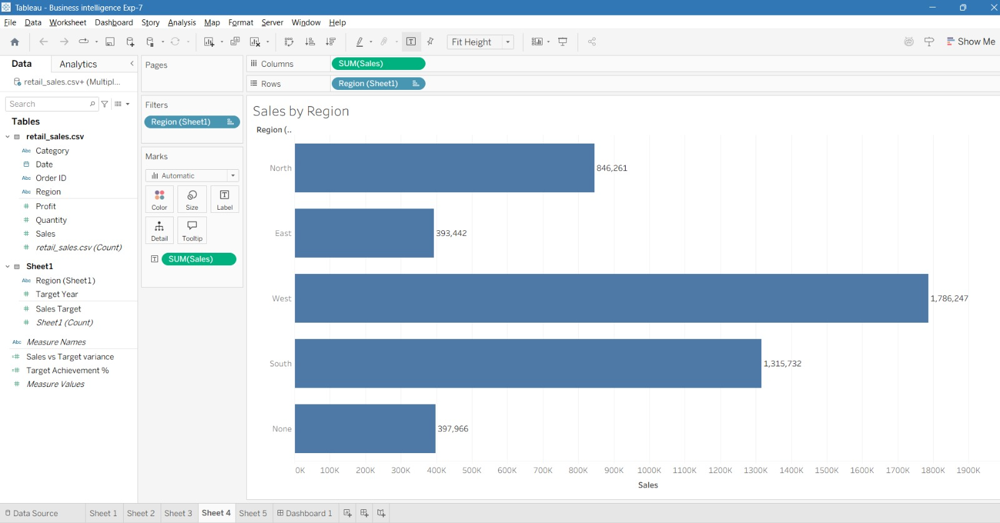 Tableau - Business intelligence Exp-7
File Data Worksheet Dashboard Story Analysis Map Format Server Window Help
Fit Height
Show Me
Data Analytics
retail_sales.csv+ (Multipl...
Search
Tables
retail_sales.csv
Abc Category
Date
Abc Order ID
Abc Region
# Profit
# Quantity
# Sales
# retail_sales.csv (Count)
Sheet1
Abc Region (Sheet1)
# Target Year
# Sales Target
# Sheet1 (Count)
Abc Measure Names
=# Sales vs Target variance
=# Target Achievement %
# Measure Values
Pages
Filters
Region (Sheet1)
Marks
Automatic
Color Size Label
Detail Tooltip
SUM(Sales)
Columns SUM(Sales)
Rows Region (Sheet1)
Sales by Region
Region (..
North 846,261
East 393,442
West 1,786,247
South 1,315,732
None 397,966
0K 100K 200K 300K 400K 500K 600K 700K 800K 900K 1000K 1100K 1200K 1300K 1400K 1500K 1600K 1700K 1800K 1900K
Sales
Data Source Sheet 1 Sheet 2 Sheet 3 Sheet 4 Sheet 5 Dashboard 1